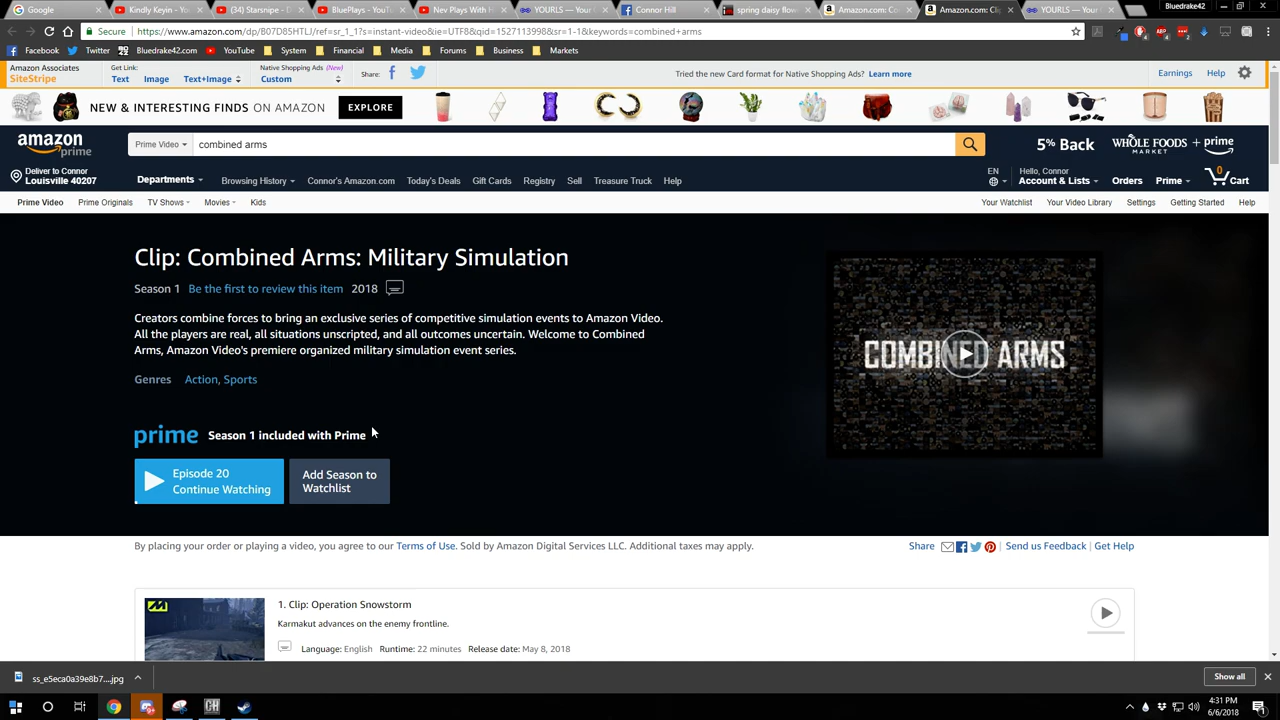 Google
Kindly Keyin - You
(34) Starsnipe - D
BluePlays - YouTu
Nev Plays With H
YOURLS — Your O
Connor Hill
spring daisy flow
Amazon.com: Co
Amazon.com: Cli
YOURLS — Your O
Bluedrake42
Secure
https://www.amazon.com/dp/B07D85HTLJ/ref=sr_1_1?s=instant-video&ie=UTF8&qid=1527113998&sr=1-1&keywords=combined+arms
Facebook Twitter Bluedrake42.com YouTube System Financial Media Forums Business Markets
Amazon Associates
SiteStripe
Get Link:
Text Image Text+Image
Native Shopping Ads (New)
Custom
Share:
Tried the new Card format for Native Shopping Ads? Learn more
Earnings Help
NEW & INTERESTING FINDS ON AMAZON EXPLORE
amazon
prime
Prime Video
combined arms
5% Back
WHOLE FOODS
MARKET
+ prime
Deliver to Connor
Louisville 40207
Departments
Browsing History Connor's Amazon.com Today's Deals Gift Cards Registry Sell Treasure Truck Help
EN
Hello, Connor
Account & Lists
Orders Prime
0
Cart
Prime Video Prime Originals TV Shows Movies Kids
Your Watchlist Your Video Library Settings Getting Started Help
Clip: Combined Arms: Military Simulation
Season 1 Be the first to review this item 2018
Creators combine forces to bring an exclusive series of competitive simulation events to Amazon Video.
All the players are real, all situations unscripted, and all outcomes uncertain. Welcome to Combined
Arms, Amazon Video's premiere organized military simulation event series.
Genres Action, Sports
COMBINED ARMS
prime Season 1 included with Prime
Episode 20
Continue Watching
Add Season to
Watchlist
By placing your order or playing a video, you agree to our Terms of Use. Sold by Amazon Digital Services LLC. Additional taxes may apply.
Share
Send us Feedback Get Help
1. Clip: Operation Snowstorm
Karmakut advances on the enemy frontline.
Language: English Runtime: 22 minutes Release date: May 8, 2018
ss_e5eca0a39e8b7....jpg
Show all
4:31 PM
6/6/2018